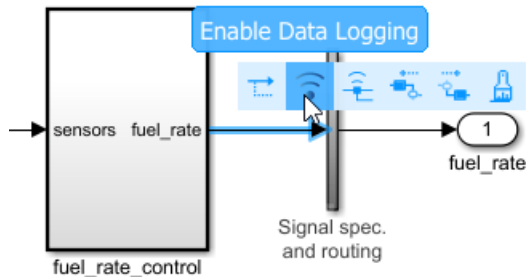 Enable Data Logging
sensors fuel_rate
1
fuel_rate
Signal spec.
and routing
fuel_rate_control